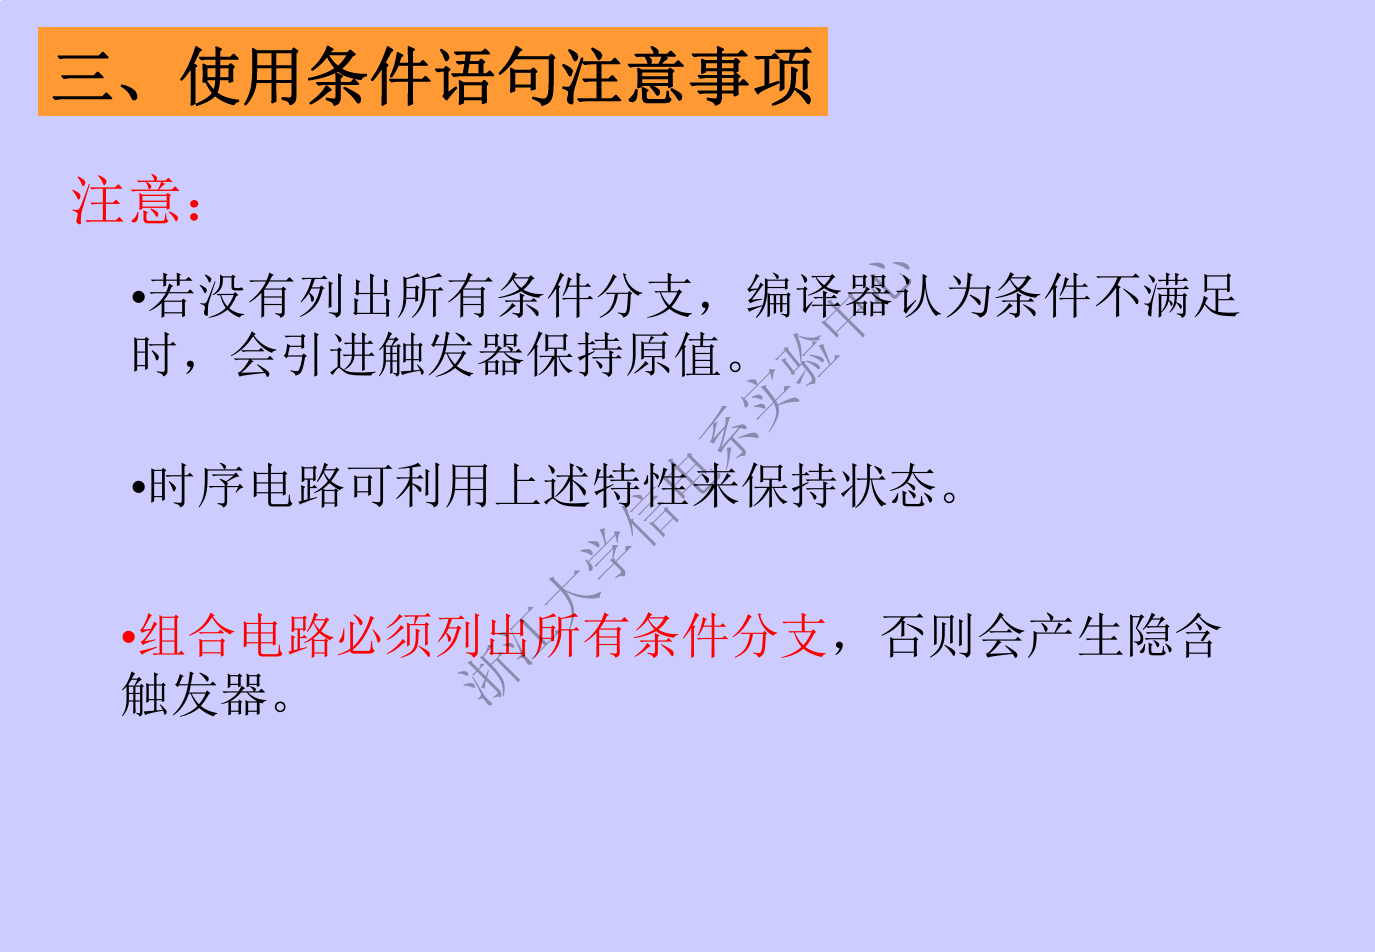 三、使用条件语句注意事项
注意：
•若没有列出所有条件分支，编译器认为条件不满足
时，会引进触发器保持原值。
•时序电路可利用上述特性来保持状态。
•组合电路必须列出所有条件分支，否则会产生隐含
触发器。
浙江大学信电系实验中心